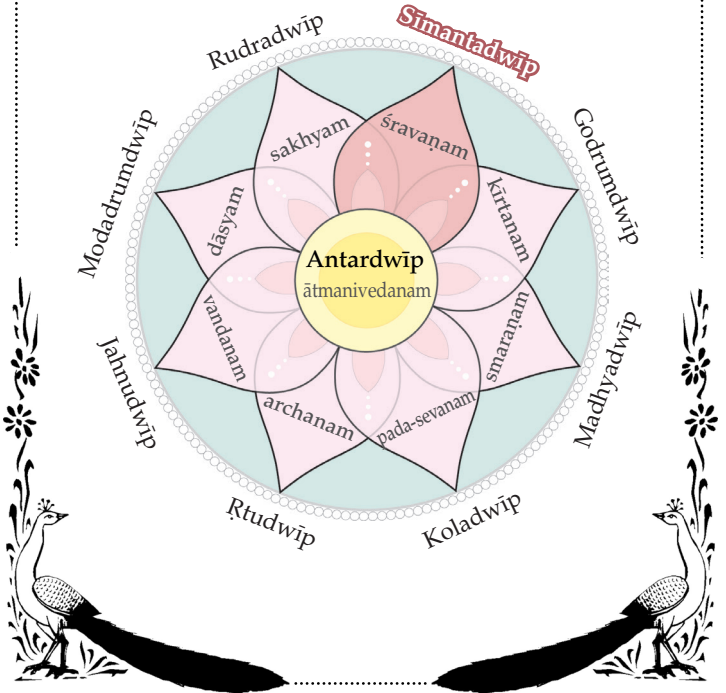 Sīmantadwīp
Godrumdwīp
Madhyadwīp
Koladwīp
Ṛtudwīp
Jahnudwīp
Modadrumdwīp
Rudradwīp
śravaṇam
kīrtanam
smaraṇam
pada-sevanam
archanam
vandanam
dāsyam
sakhyam
Antardwīp
ātmanivedanam